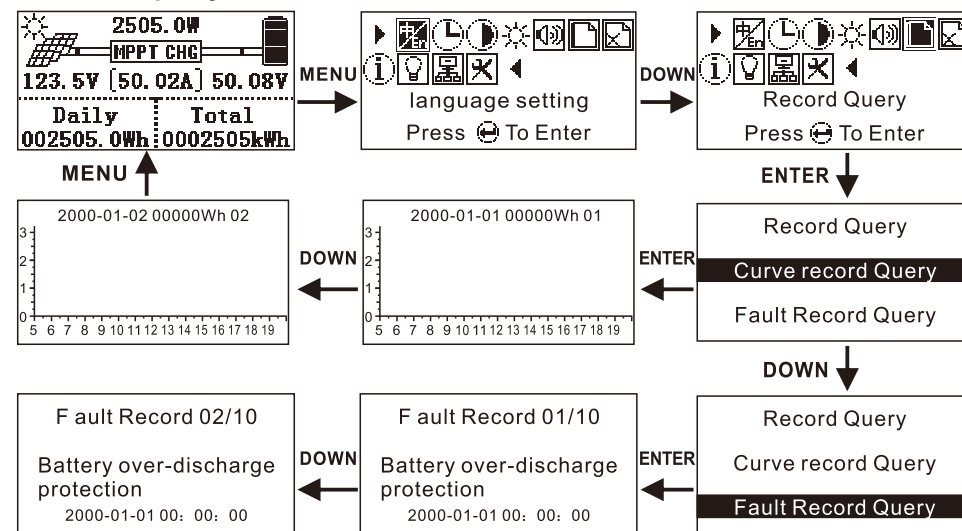 2505.0W
MPPT CHG
123.5V [50.02A] 50.08V
Daily Total
002505.0Wh 0002505kWh
MENU
中/En
i
language setting
Press To Enter
DOWN
中/En
i
Record Query
Press To Enter
MENU
ENTER
2000-01-02 00000Wh 02
3
2
1
0
5 6 7 8 9 10 11 12 13 14 15 16 17 18 19
DOWN
2000-01-01 00000Wh 01
3
2
1
0
5 6 7 8 9 10 11 12 13 14 15 16 17 18 19
ENTER
Record Query
Curve record Query
Fault Record Query
DOWN
F ault Record 02/10
Battery over-discharge
protection
2000-01-01 00: 00: 00
DOWN
F ault Record 01/10
Battery over-discharge
protection
2000-01-01 00: 00: 00
ENTER
Record Query
Curve record Query
Fault Record Query